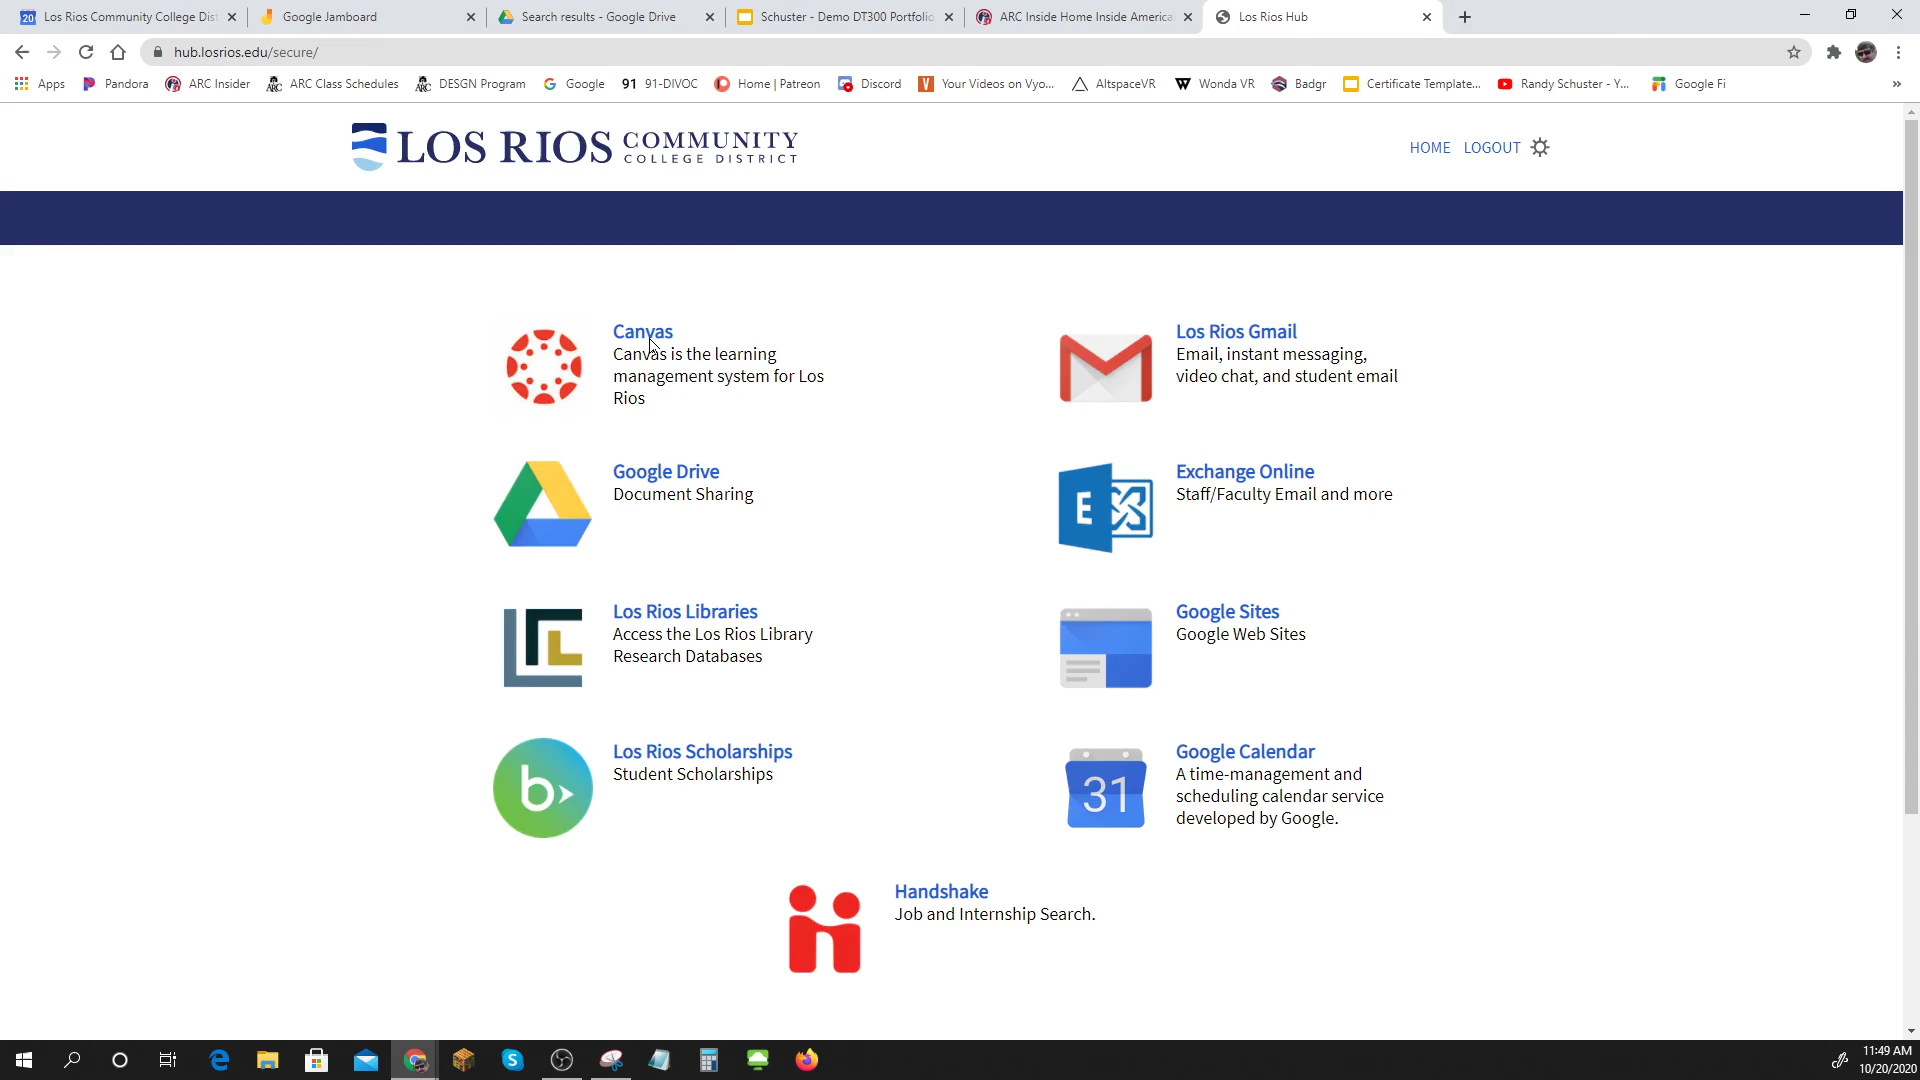 Los Rios Community College Dist
Google Jamboard
Search results - Google Drive
Schuster - Demo DT300 Portfolio
ARC Inside Home Inside America
Los Rios Hub
hub.losrios.edu/secure/
Apps
Pandora
ARC Insider
ARC Class Schedules
DESGN Program
Google
91 91-DIVOC
Home | Patreon
Discord
Your Videos on Vyo...
AltspaceVR
Wonda VR
Badgr
Certificate Template...
Randy Schuster - Y...
Google Fi
»
LOS RIOS COMMUNITY
COLLEGE DISTRICT
HOME LOGOUT
Canvas
Canvas is the learning
management system for Los
Rios
Los Rios Gmail
Email, instant messaging,
video chat, and student email
Google Drive
Document Sharing
E
Exchange Online
Staff/Faculty Email and more
Los Rios Libraries
Access the Los Rios Library
Research Databases
Google Sites
Google Web Sites
b
Los Rios Scholarships
Student Scholarships
31
Google Calendar
A time-management and
scheduling calendar service
developed by Google.
Handshake
Job and Internship Search.
11:49 AM
10/20/2020